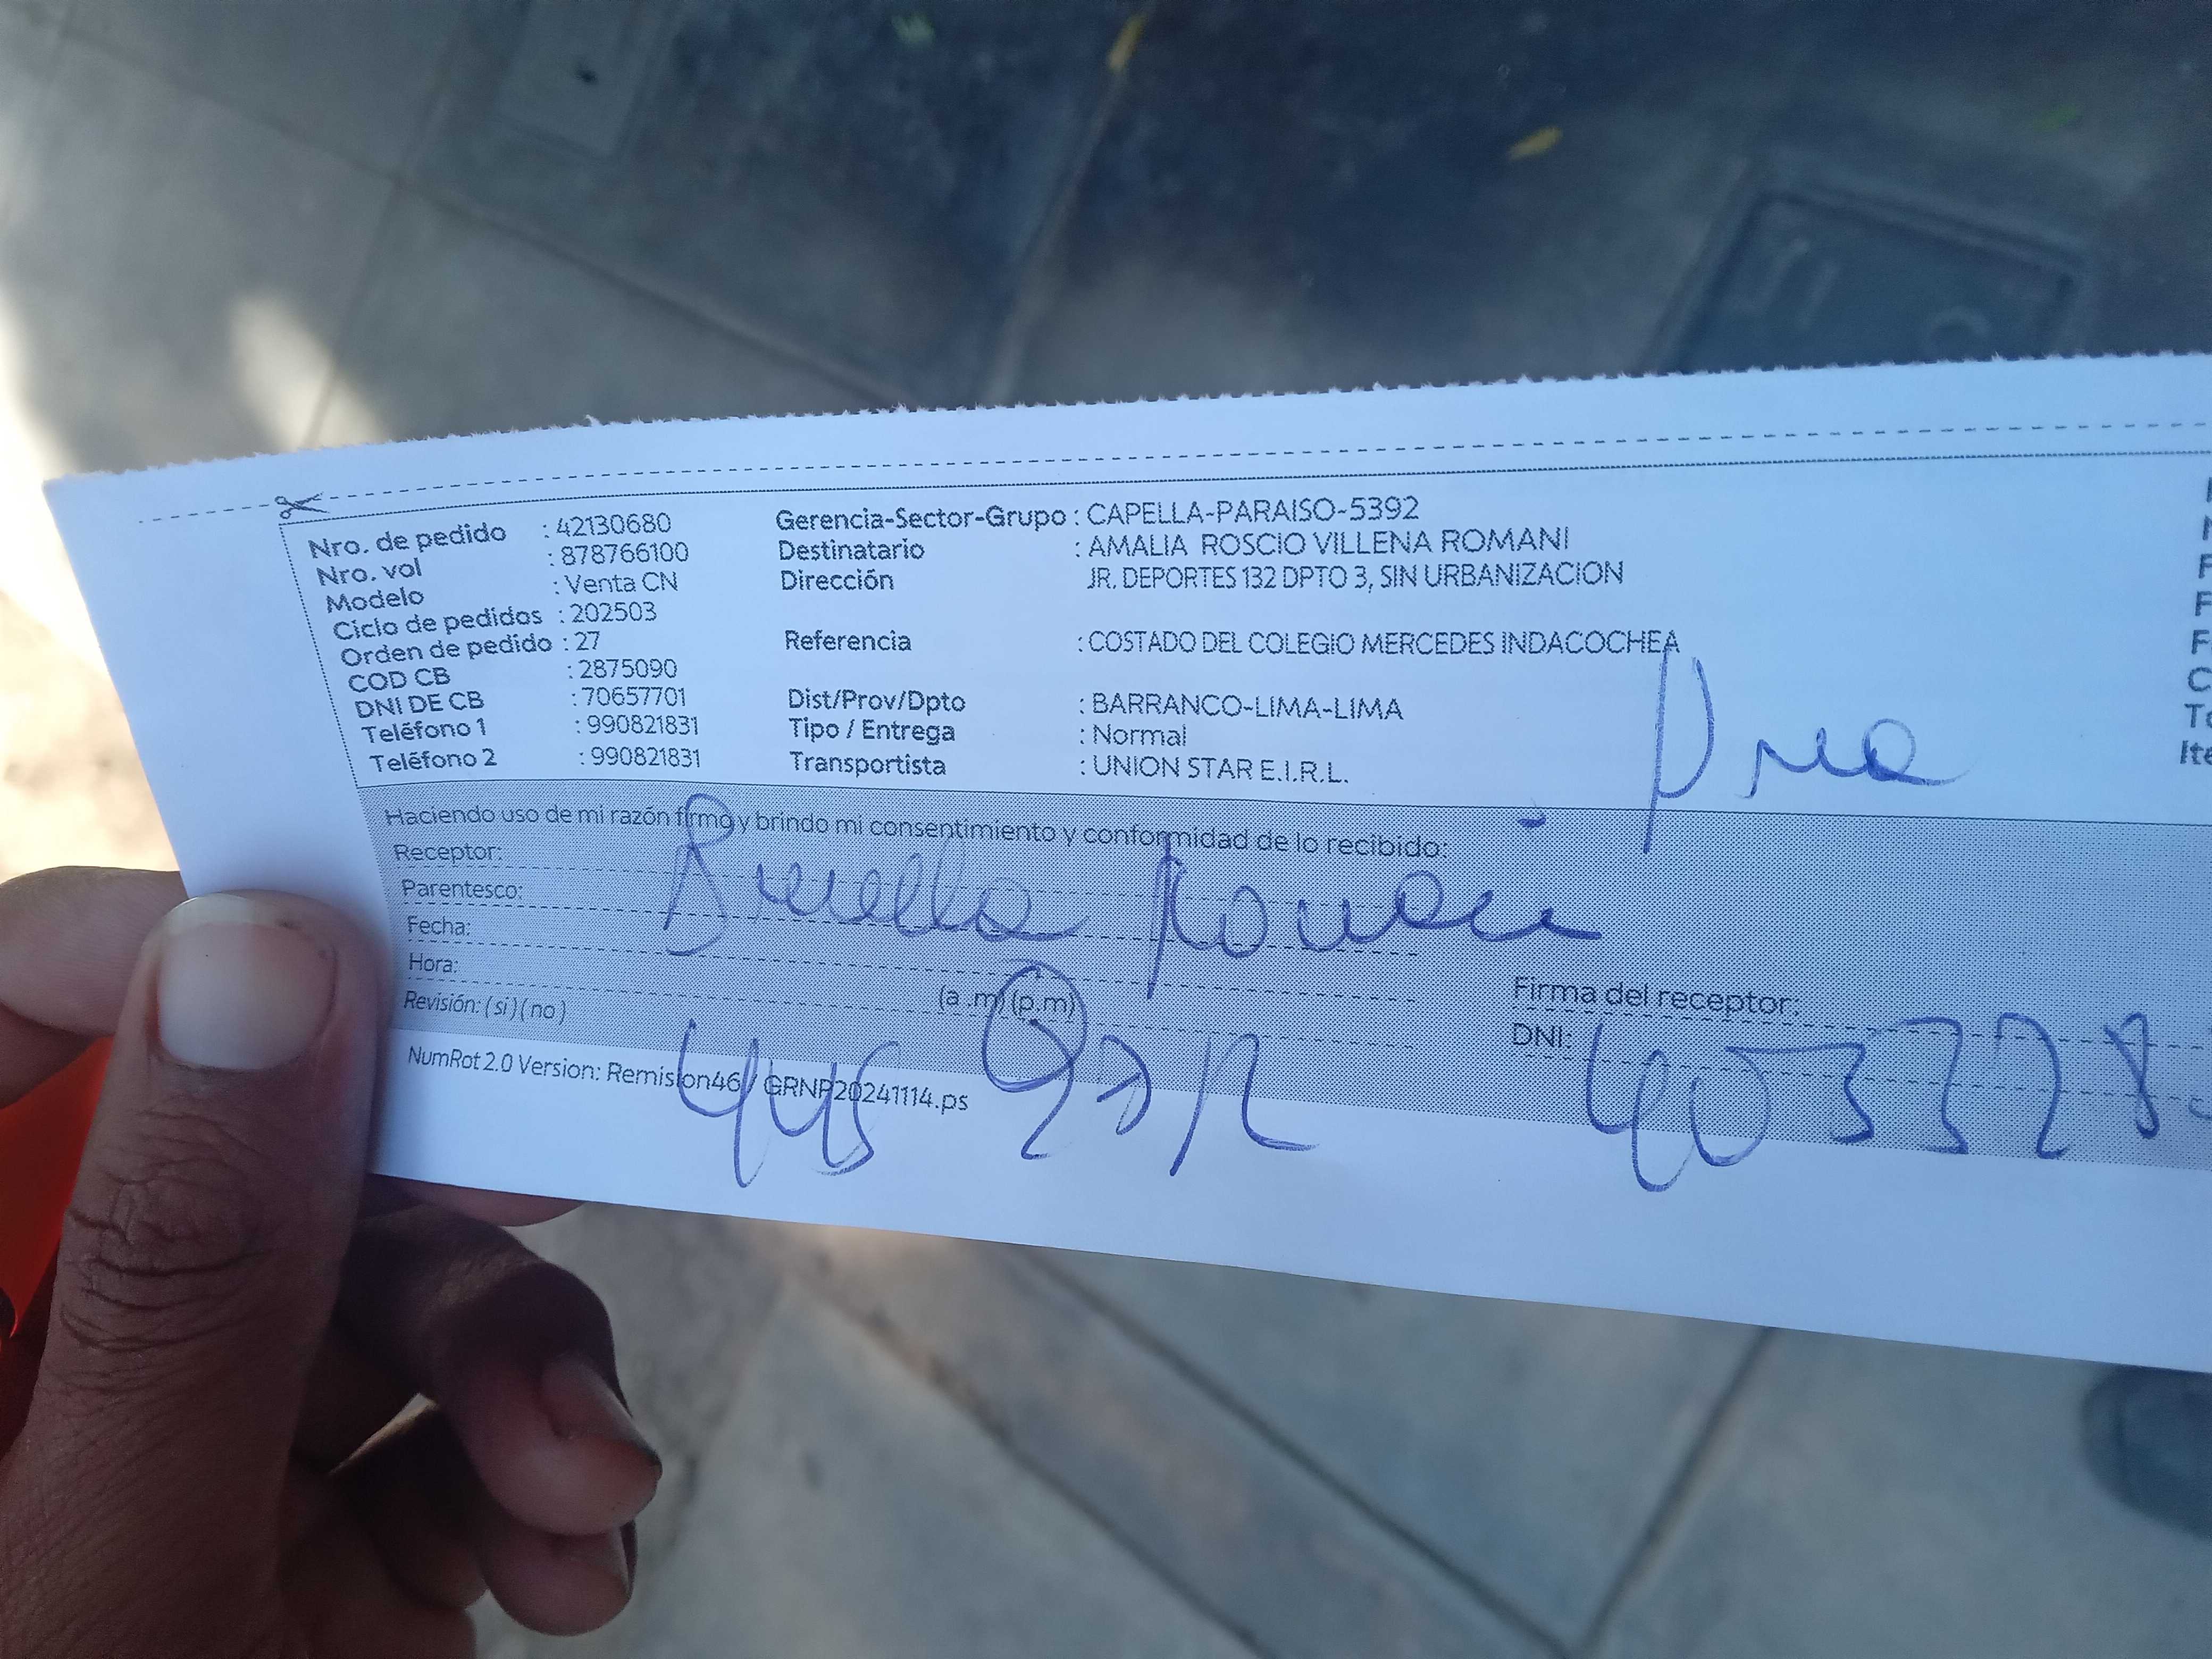 Nro. de pedido : 42130680
Nro. vol : 878766100
Modelo : Venta CN
Ciclo de pedidos : 202503
Orden de pedido : 27
COD CB : 2875090
DNI DE CB : 70657701
Teléfono 1 : 990821831
Teléfono 2 : 990821831
Gerencia-Sector-Grupo : CAPELLA-PARAISO-5392
Destinatario : AMALIA ROSCIO VILLENA ROMANI
Dirección JR. DEPORTES 132 DPTO 3, SIN URBANIZACION
Referencia : COSTADO DEL COLEGIO MERCEDES INDACOCHEA
Dist/Prov/Dpto : BARRANCO-LIMA-LIMA
Tipo / Entrega : Normal
Transportista : UNION STAR E.I.R.L.
Haciendo uso de mi razón firmo y brindo mi consentimiento y conformidad de lo recibido:
Receptor:
Parentesco:
Fecha:
Hora: (a .m) (p.m)
Revisión: ( si ) ( no )
Firma del receptor:
DNI: 403328
NumRot 2.0 Version: Remision46 / GRNP20241114.ps